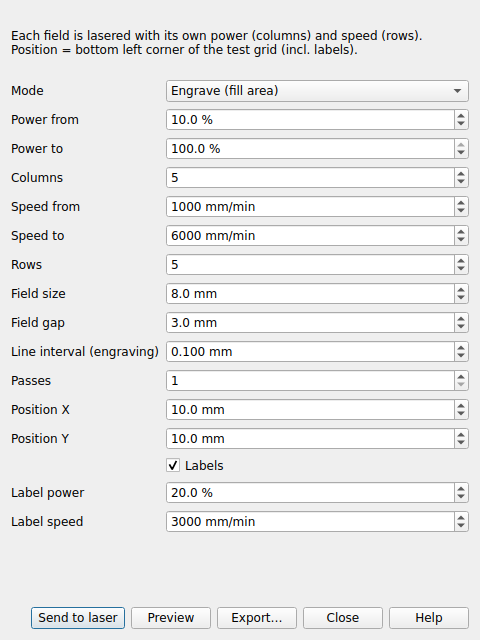 Each field is lasered with its own power (columns) and speed (rows).
Position = bottom left corner of the test grid (incl. labels).
Mode Engrave (fill area)
Power from 10.0 %
Power to 100.0 %
Columns 5
Speed from 1000 mm/min
Speed to 6000 mm/min
Rows 5
Field size 8.0 mm
Field gap 3.0 mm
Line interval (engraving) 0.100 mm
Passes 1
Position X 10.0 mm
Position Y 10.0 mm
Labels
Label power 20.0 %
Label speed 3000 mm/min
Send to laser Preview Export... Close Help